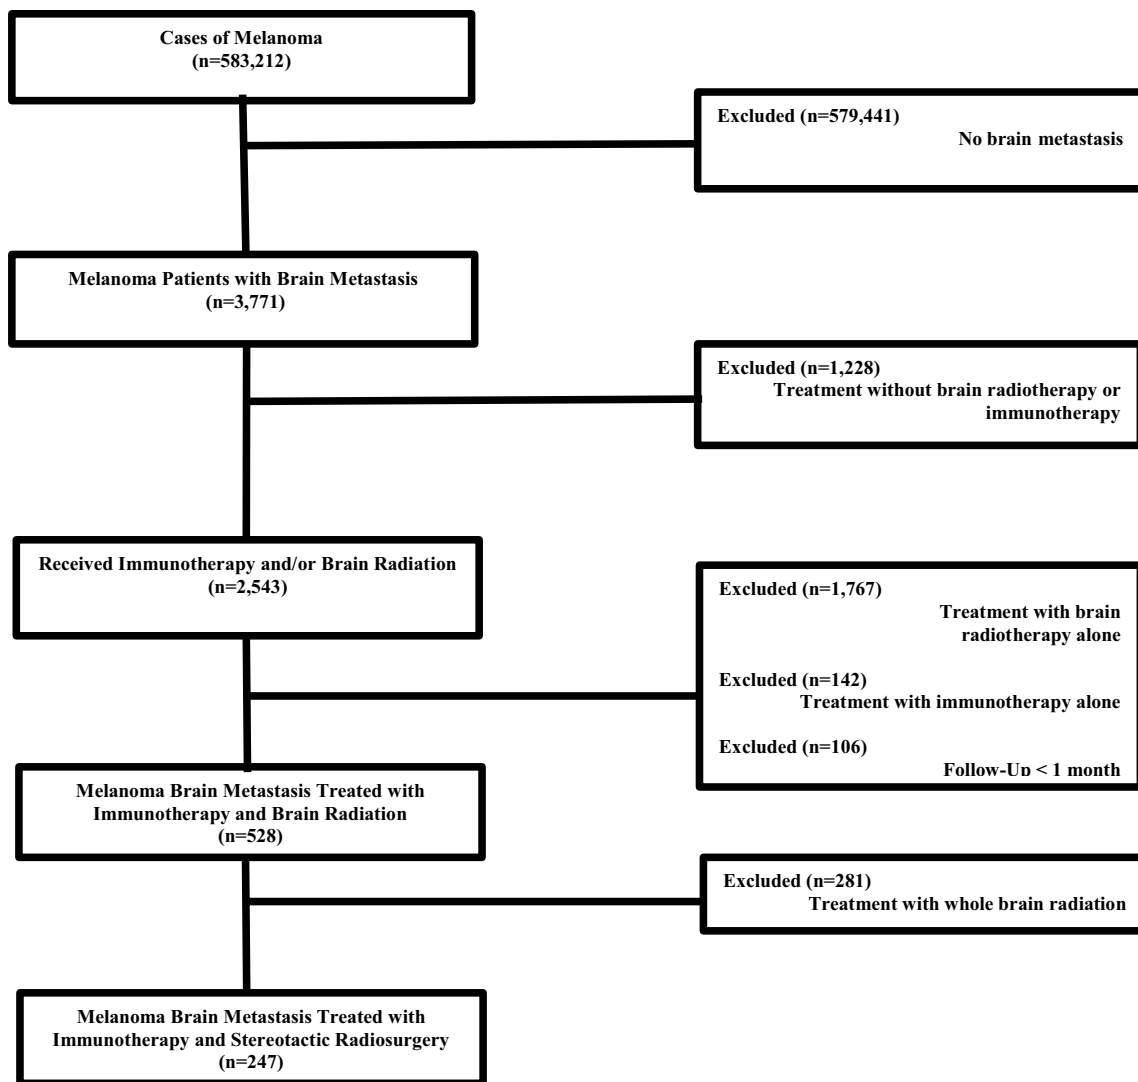 Cases of Melanoma
(n=583,212)
Excluded (n=579,441)
No brain metastasis
Melanoma Patients with Brain Metastasis
(n=3,771)
Excluded (n=1,228)
Treatment without brain radiotherapy or
immunotherapy
Received Immunotherapy and/or Brain Radiation
(n=2,543)
Excluded (n=1,767)
Treatment with brain
radiotherapy alone
Excluded (n=142)
Treatment with immunotherapy alone
Excluded (n=106)
Follow-Up < 1 month
Melanoma Brain Metastasis Treated with
Immunotherapy and Brain Radiation
(n=528)
Excluded (n=281)
Treatment with whole brain radiation
Melanoma Brain Metastasis Treated with
Immunotherapy and Stereotactic Radiosurgery
(n=247)